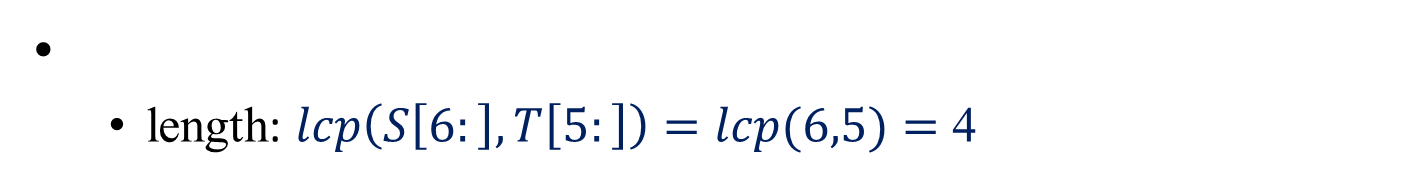 •
• length: lcp(S[6:], T[5:]) = lcp(6,5) = 4